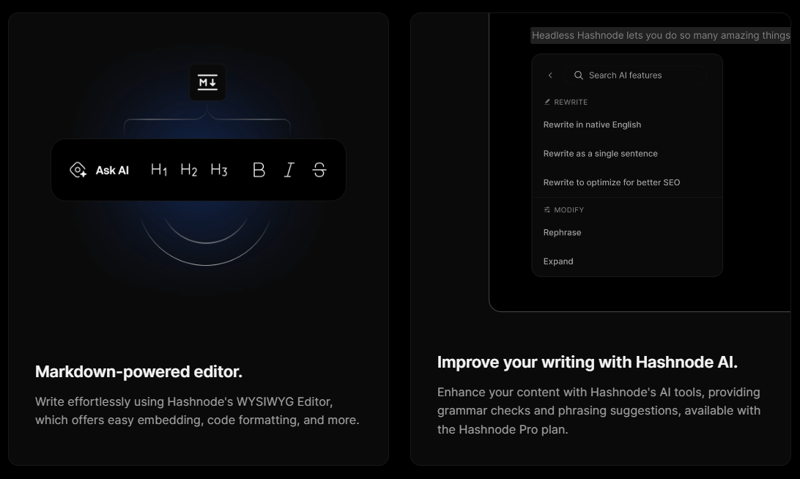 M↓
Ask AI H1 H2 H3 B I S
Markdown-powered editor.
Write effortlessly using Hashnode's WYSIWYG Editor,
which offers easy embedding, code formatting, and more.
Headless Hashnode lets you do so many amazing things
Search AI features
REWRITE
Rewrite in native English
Rewrite as a single sentence
Rewrite to optimize for better SEO
MODIFY
Rephrase
Expand
Improve your writing with Hashnode AI.
Enhance your content with Hashnode's AI tools, providing
grammar checks and phrasing suggestions, available with
the Hashnode Pro plan.